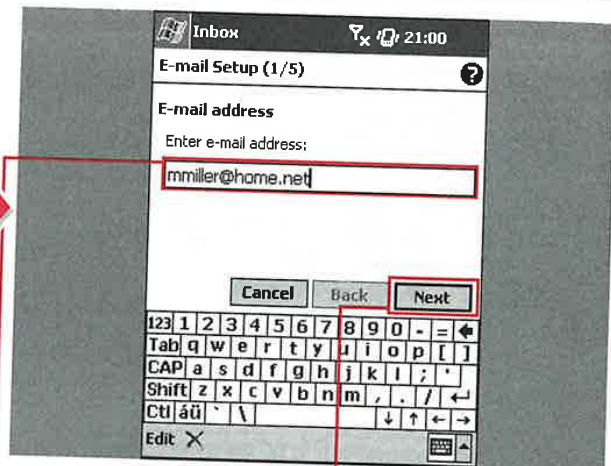 Inbox 21:00
E-mail Setup (1/5) ?
E-mail address
Enter e-mail address:
mmiller@home.net
Cancel Back Next
123 1 2 3 4 5 6 7 8 9 0 - =
Tab q w e r t y u i o p [ ]
CAP a s d f g h j k l ; '
Shift z x c v b n m , . /
Ctl áü ` \
Edit